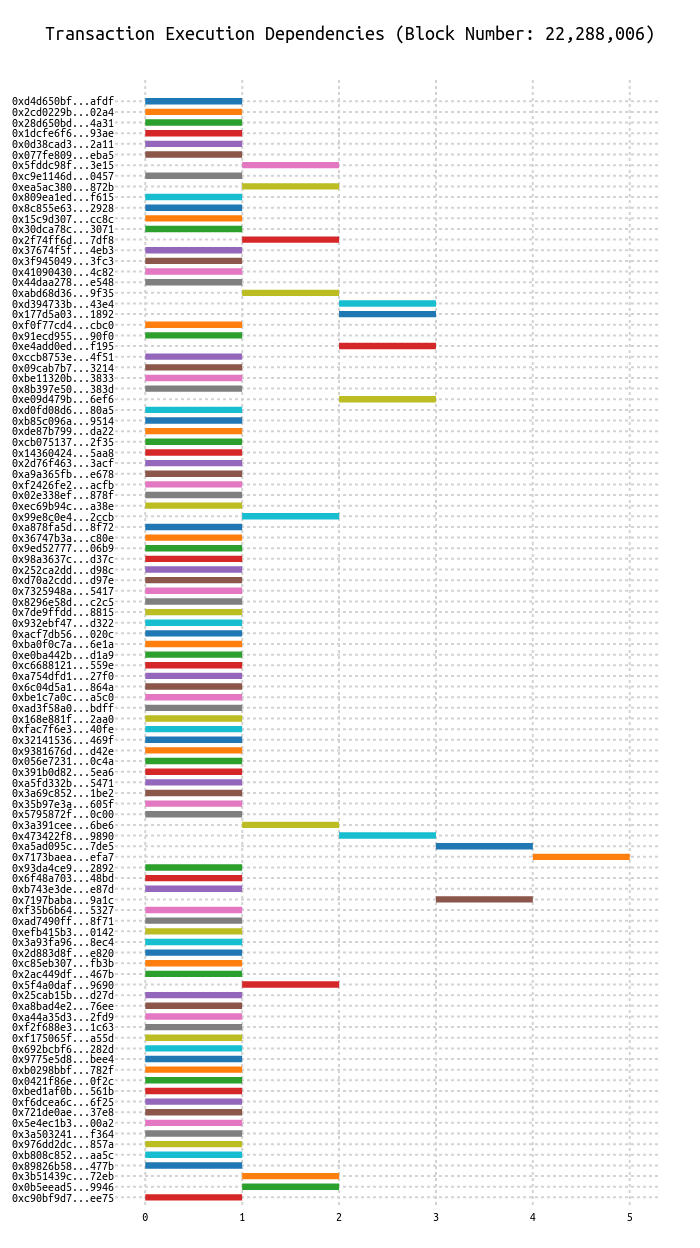 Transaction Execution Dependencies (Block Number: 22,288,006)
0xd4d650bf...afdf
0x2cd0229b...02a4
0x28d650bd...4a31
0x1dcfe6f6...93ae
0x0d38cad3...2a11
0x077fe809...eba5
0x5fddc98f...3e15
0xc9e1146d...0457
0xea5ac380...872b
0x809ea1ed...f615
0x8c855e63...2928
0x15c9d307...cc8c
0x30dca78c...3071
0x2f74ff6d...7df8
0x37674f5f...4eb3
0x3f945049...3fc3
0x41090430...4c82
0x44daa278...e548
0xabd68d36...9f35
0xd394733b...43e4
0x177d5a03...1892
0xf0f77cd4...cbc0
0x91ecd955...90f0
0xe4add0ed...f195
0xccb8753e...4f51
0x09cab7b7...3214
0xbe11320b...3833
0x8b397e50...383d
0xe09d479b...6ef6
0xd0fd08d6...80a5
0xb85c096a...9514
0xde87b799...da22
0xcb075137...2f35
0x14360424...5aa8
0x2d76f463...3acf
0xa9a365fb...e678
0xf2426fe2...acfb
0x02e338ef...878f
0xec69b94c...a38e
0x99e8c0e4...2ccb
0xa878fa5d...8f72
0x36747b3a...c80e
0x9ed52777...06b9
0x98a3637c...d37c
0x252ca2dd...d98c
0xd70a2cdd...d97e
0x7325948a...5417
0x8296e58d...c2c5
0x7de9ffdd...8815
0x932ebf47...d322
0xacf7db56...020c
0xba0f0c7a...6e1a
0xe0ba442b...d1a9
0xc6688121...559e
0xa754dfd1...27f0
0x6c04d5a1...864a
0xbe1c7a0c...a5c0
0xad3f58a0...bdff
0x168e881f...2aa0
0xfac7f6e3...40fe
0x32141536...469f
0x9381676d...d42e
0x056e7231...0c4a
0x391b0d82...5ea6
0xa5fd332b...5471
0x3a69c852...1be2
0x35b97e3a...605f
0x5795872f...0c00
0x3a391cee...6be6
0x473422f8...9890
0xa5ad095c...7de5
0x7173baea...efa7
0x93da4ce9...2892
0x6f48a703...48bd
0xb743e3de...e87d
0x7197baba...9a1c
0xf35b6b64...5327
0xad7490ff...8f71
0xefb415b3...0142
0x3a93fa96...8ec4
0x2d883d8f...e820
0xc85eb307...fb3b
0x2ac449df...467b
0x5f4a0daf...9690
0x25cab15b...d27d
0xa8bad4e2...76ee
0xa44a35d3...2fd9
0xf2f688e3...1c63
0xf175065f...a55d
0x692bcbf6...282d
0x9775e5d8...bee4
0xb0298bbf...782f
0x0421f86e...0f2c
0xbed1af0b...561b
0xf6dcea6c...6f25
0x721de0ae...37e8
0x5e4ec1b3...00a2
0x3a503241...f364
0x976dd2dc...857a
0xb808c852...aa5c
0x89826b58...477b
0x3b51439c...72eb
0x0b5eead5...9946
0xc90bf9d7...ee75
0 1 2 3 4 5